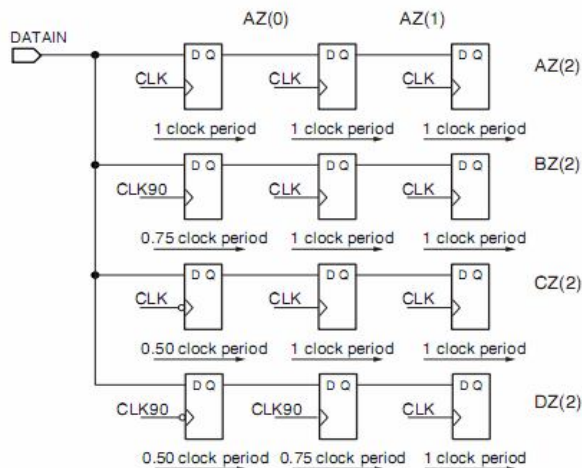 AZ(0) AZ(1)
DATAIN
D Q D Q D Q
AZ(2)
CLK CLK CLK
1 clock period 1 clock period 1 clock period
D Q D Q D Q
BZ(2)
CLK90 CLK CLK
0.75 clock period 1 clock period 1 clock period
D Q D Q D Q
CZ(2)
CLK CLK CLK
0.50 clock period 1 clock period 1 clock period
D Q D Q D Q
CLK90 CLK90 CLK DZ(2)
0.50 clock period 0.75 clock period 1 clock period